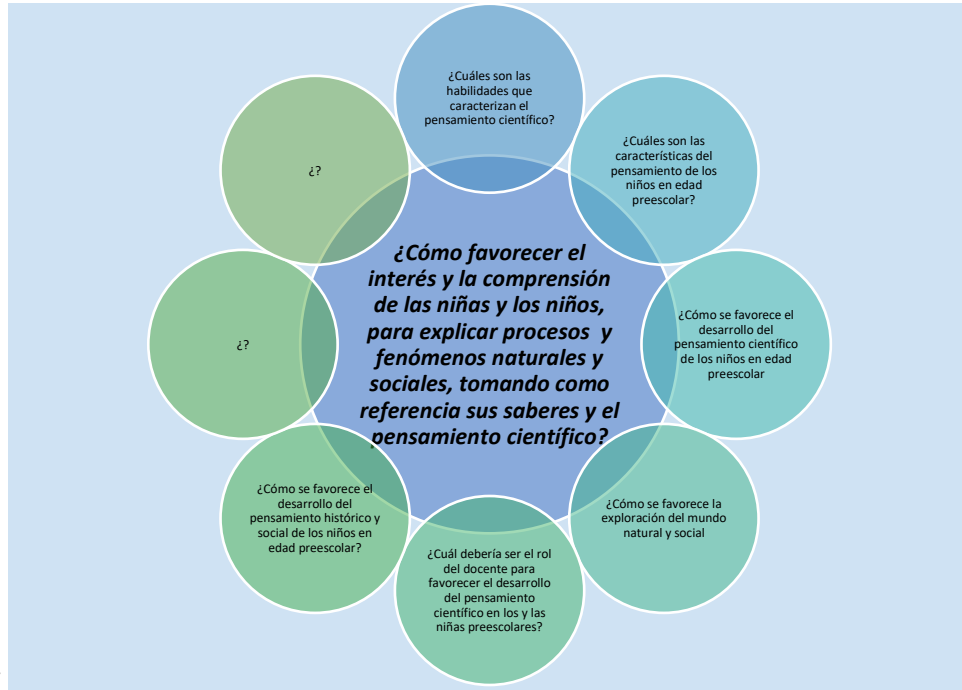 ¿Cuáles son las
habilidades que
caracterizan el
pensamiento científico?
¿Cuáles son las
características del
pensamiento de los
niños en edad
preescolar?
¿Cómo se favorece el
desarrollo del
pensamiento científico
de los niños en edad
preescolar
¿Cómo se favorece la
exploración del mundo
natural y social
¿Cuál debería ser el rol
del docente para
favorecer el desarrollo
del pensamiento
científico en los y las
niñas preescolares?
¿Cómo se favorece el
desarrollo del
pensamiento histórico y
social de los niños en
edad preescolar?
¿?
¿?
¿Cómo favorecer el
interés y la comprensión
de las niñas y los niños,
para explicar procesos y
fenómenos naturales y
sociales, tomando como
referencia sus saberes y el
pensamiento científico?